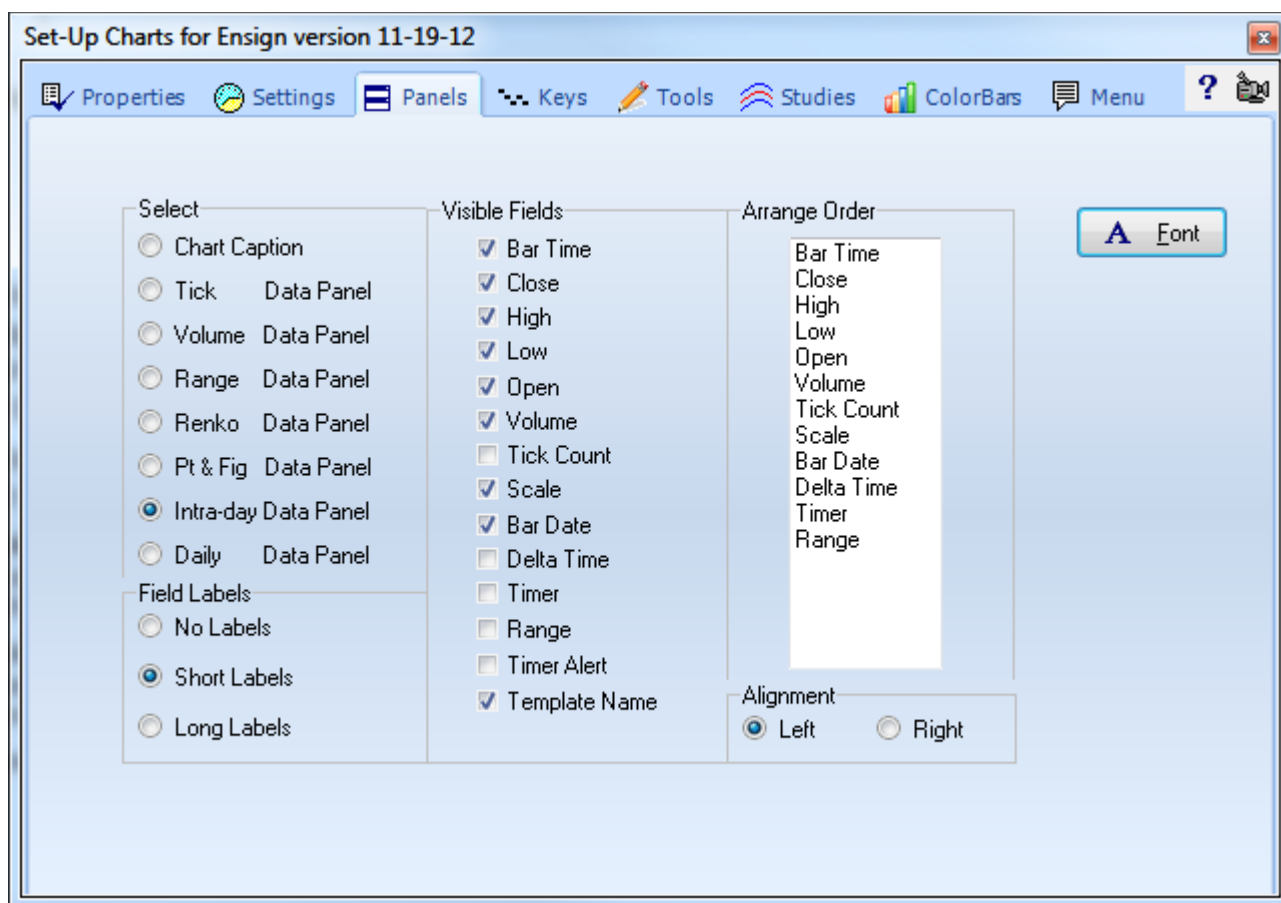 Set-Up Charts for Ensign version 11-19-12
Properties Settings Panels Keys Tools Studies ColorBars Menu ?
Select
Chart Caption
Tick Data Panel
Volume Data Panel
Range Data Panel
Renko Data Panel
Pt & Fig Data Panel
Intra-day Data Panel
Daily Data Panel
Field Labels
No Labels
Short Labels
Long Labels
Visible Fields
Bar Time
Close
High
Low
Open
Volume
Tick Count
Scale
Bar Date
Delta Time
Timer
Range
Timer Alert
Template Name
Arrange Order
Bar Time
Close
High
Low
Open
Volume
Tick Count
Scale
Bar Date
Delta Time
Timer
Range
Alignment
Left Right
A Font